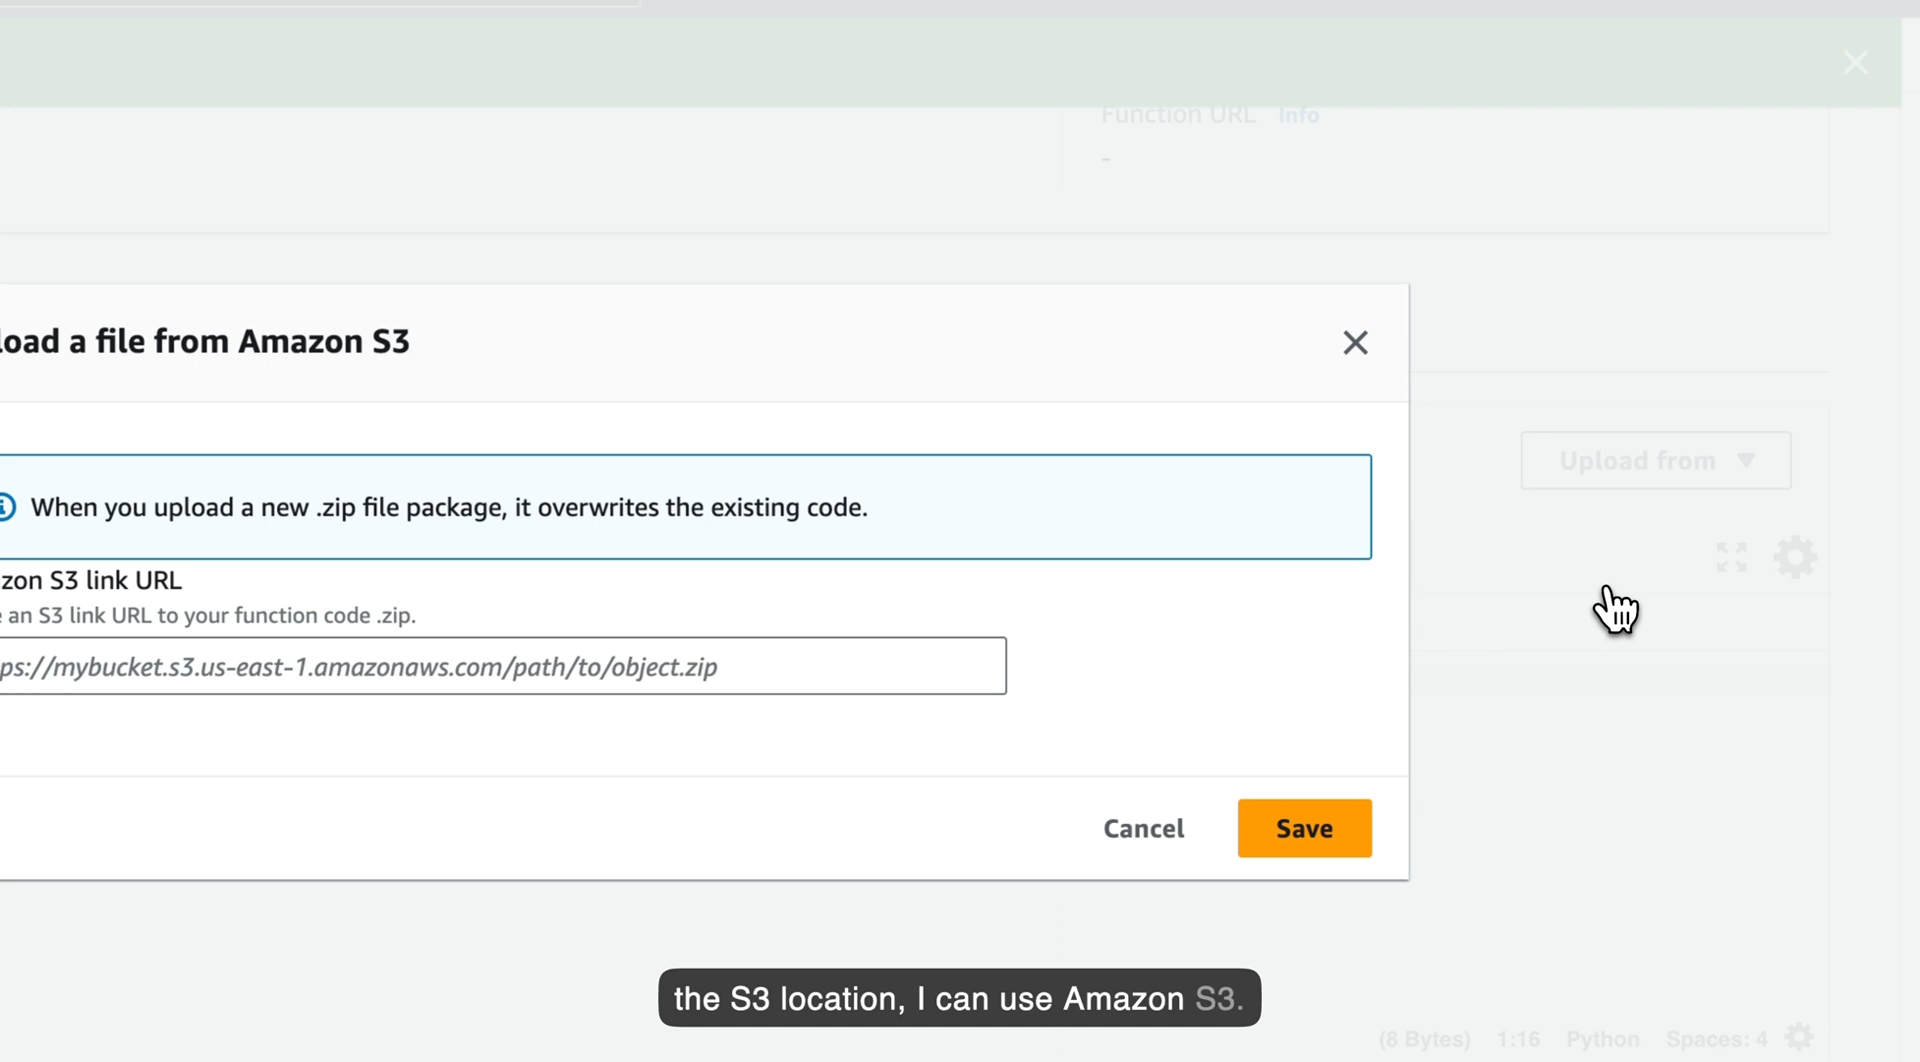 Function URL Info
-
load a file from Amazon S3
Upload from
When you upload a new .zip file package, it overwrites the existing code.
zon S3 link URL
e an S3 link URL to your function code .zip.
ps://mybucket.s3.us-east-1.amazonaws.com/path/to/object.zip
Cancel Save
the S3 location, I can use Amazon S3.
(8 Bytes) 1:16 Python Spaces: 4